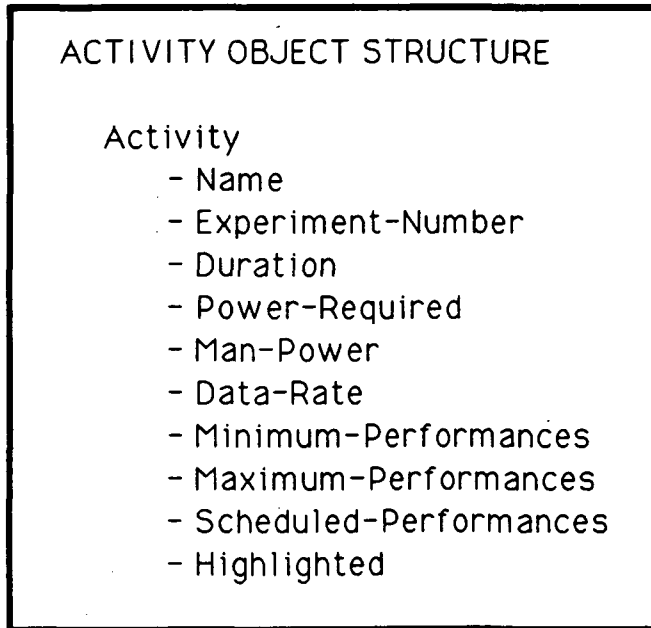 ACTIVITY OBJECT STRUCTURE
Activity
- Name
- Experiment-Number
- Duration
- Power-Required
- Man-Power
- Data-Rate
- Minimum-Performances
- Maximum-Performances
- Scheduled-Performances
- Highlighted